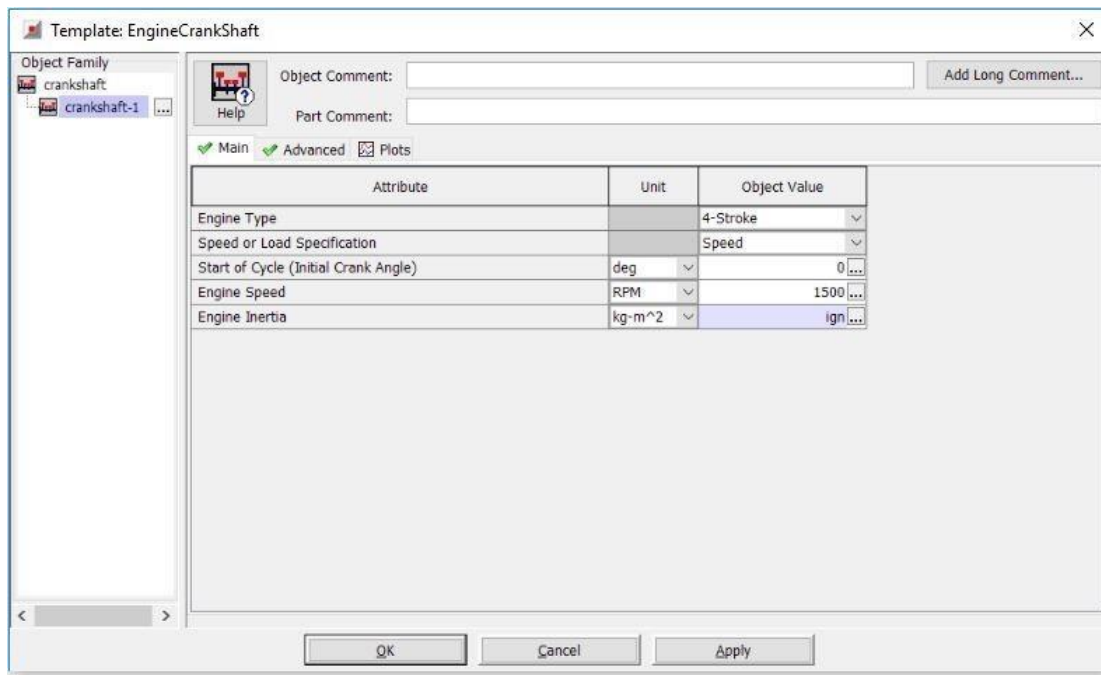 Template: EngineCrankShaft
Object Family
crankshaft
crankshaft-1 ...
Help
Object Comment:
Add Long Comment...
Part Comment:
Main Advanced Plots
Attribute Unit Object Value
Engine Type 4-Stroke
Speed or Load Specification Speed
Start of Cycle (Initial Crank Angle) deg 0 ...
Engine Speed RPM 1500 ...
Engine Inertia kg-m^2 ign ...
OK Cancel Apply